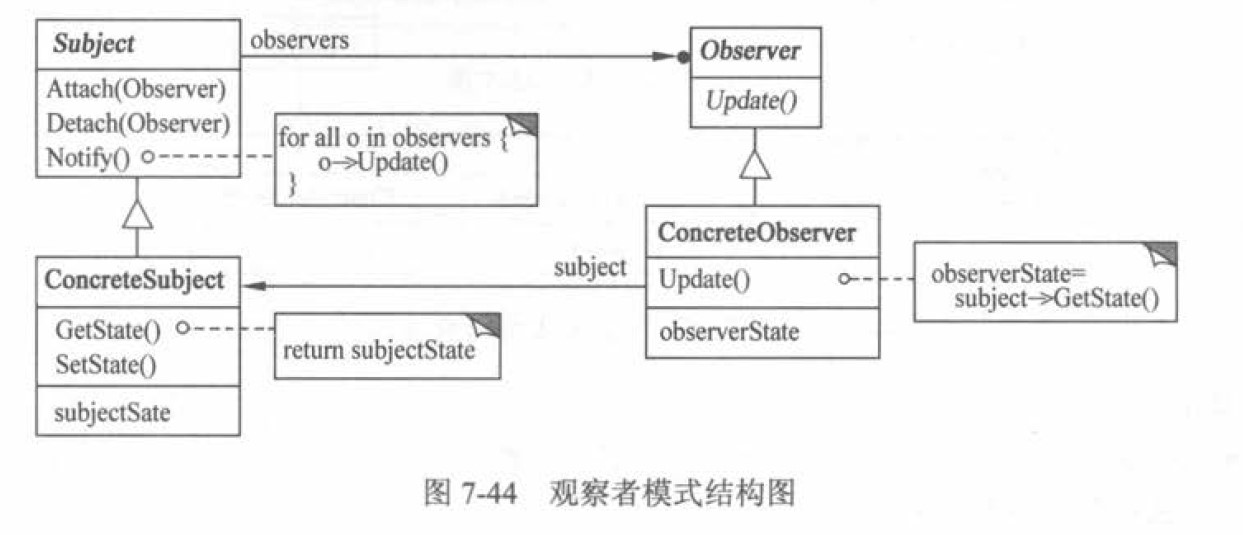 Subject
Attach(Observer)
Detach(Observer)
Notify()
observers
for all o in observers {
o→Update()
}
Observer
Update()
ConcreteSubject
GetState()
SetState()
subjectSate
return subjectState
subject
ConcreteObserver
Update()
observerState
observerState=
subject→GetState()
图 7-44 观察者模式结构图